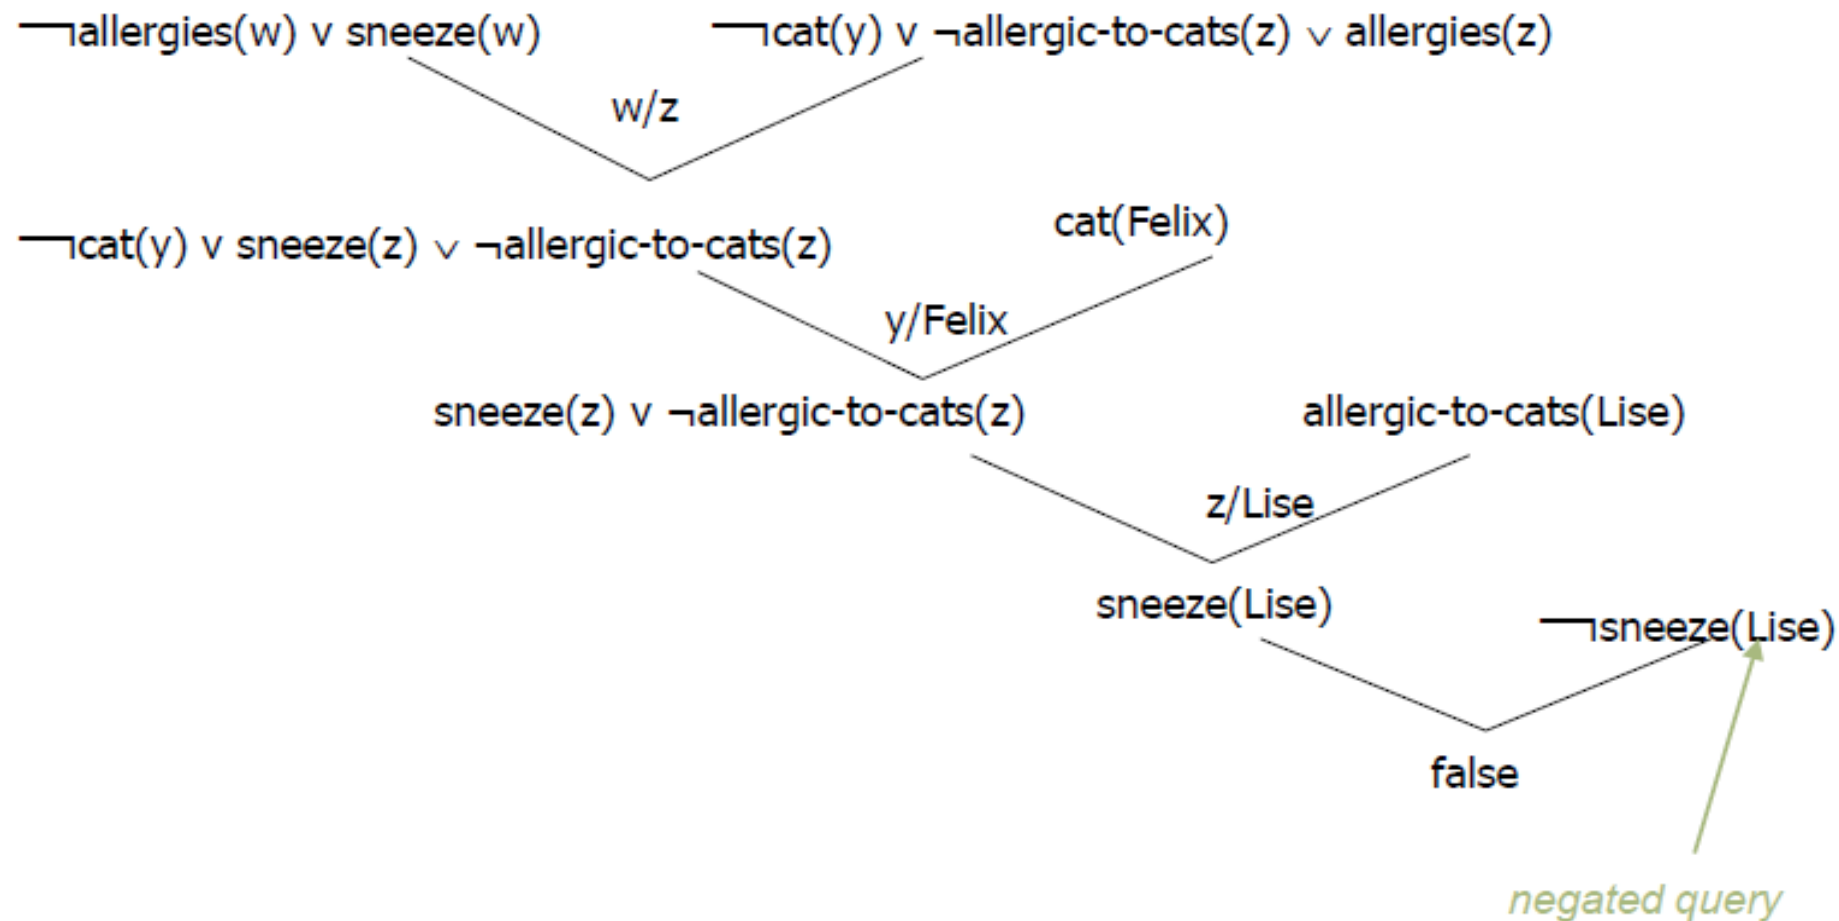 ¬allergies(w) v sneeze(w) ¬cat(y) v ¬allergic-to-cats(z) ∨ allergies(z)
w/z
¬cat(y) v sneeze(z) ∨ ¬allergic-to-cats(z) cat(Felix)
y/Felix
sneeze(z) v ¬allergic-to-cats(z) allergic-to-cats(Lise)
z/Lise
sneeze(Lise) ¬sneeze(Lise)
false
negated query